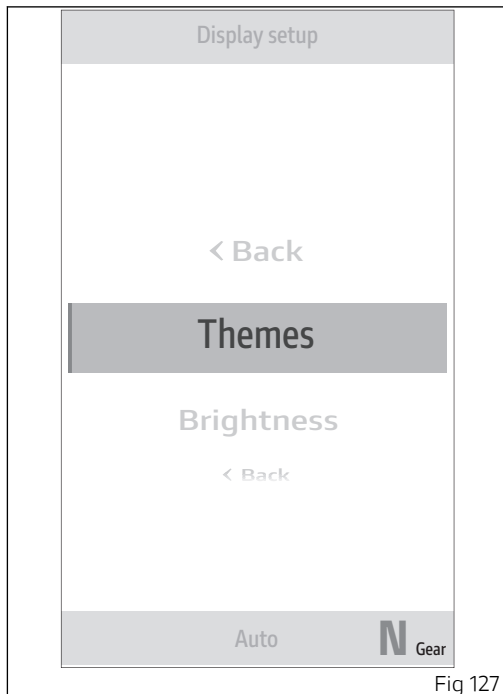 Display setup
< Back
Themes
Brightness
< Back
Auto N Gear
Fig 127